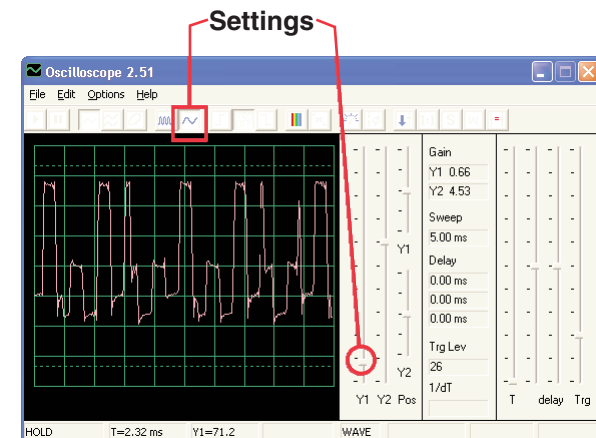 Settings
Oscilloscope 2.51
File Edit Options Help
Gain
Y1 0.66
Y2 4.53
Sweep
5.00 ms
Delay
0.00 ms
0.00 ms
0.00 ms
Trg Lev
26
1/dT
Y1
Y2
Y1 Y2 Pos
T delay Trg
HOLD T=2.32 ms Y1=71.2 WAVE